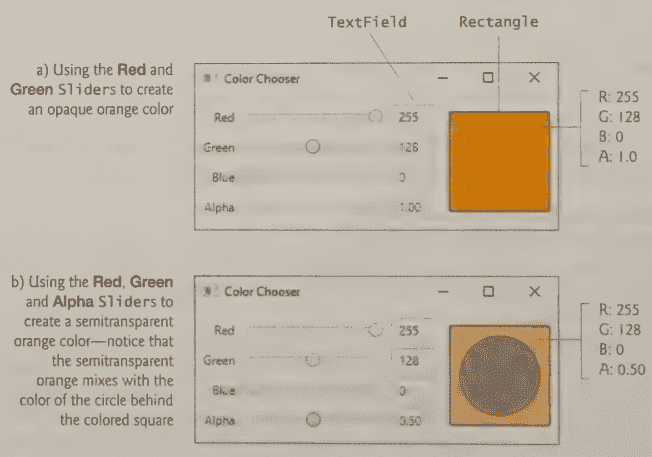 TextField Rectangle
a) Using the Red and
Green Sliders to create
an opaque orange color
Color Chooser
Red 255
Green 128
Blue 0
Alpha 1.00
R: 255
G: 128
B: 0
A: 1.0
b) Using the Red, Green
and Alpha Sliders to
create a semitransparent
orange color—notice that
the semitransparent
orange mixes with the
color of the circle behind
the colored square
Color Chooser
Red 255
Green 128
Blue 0
Alpha 0.50
R: 255
G: 128
B: 0
A: 0.50